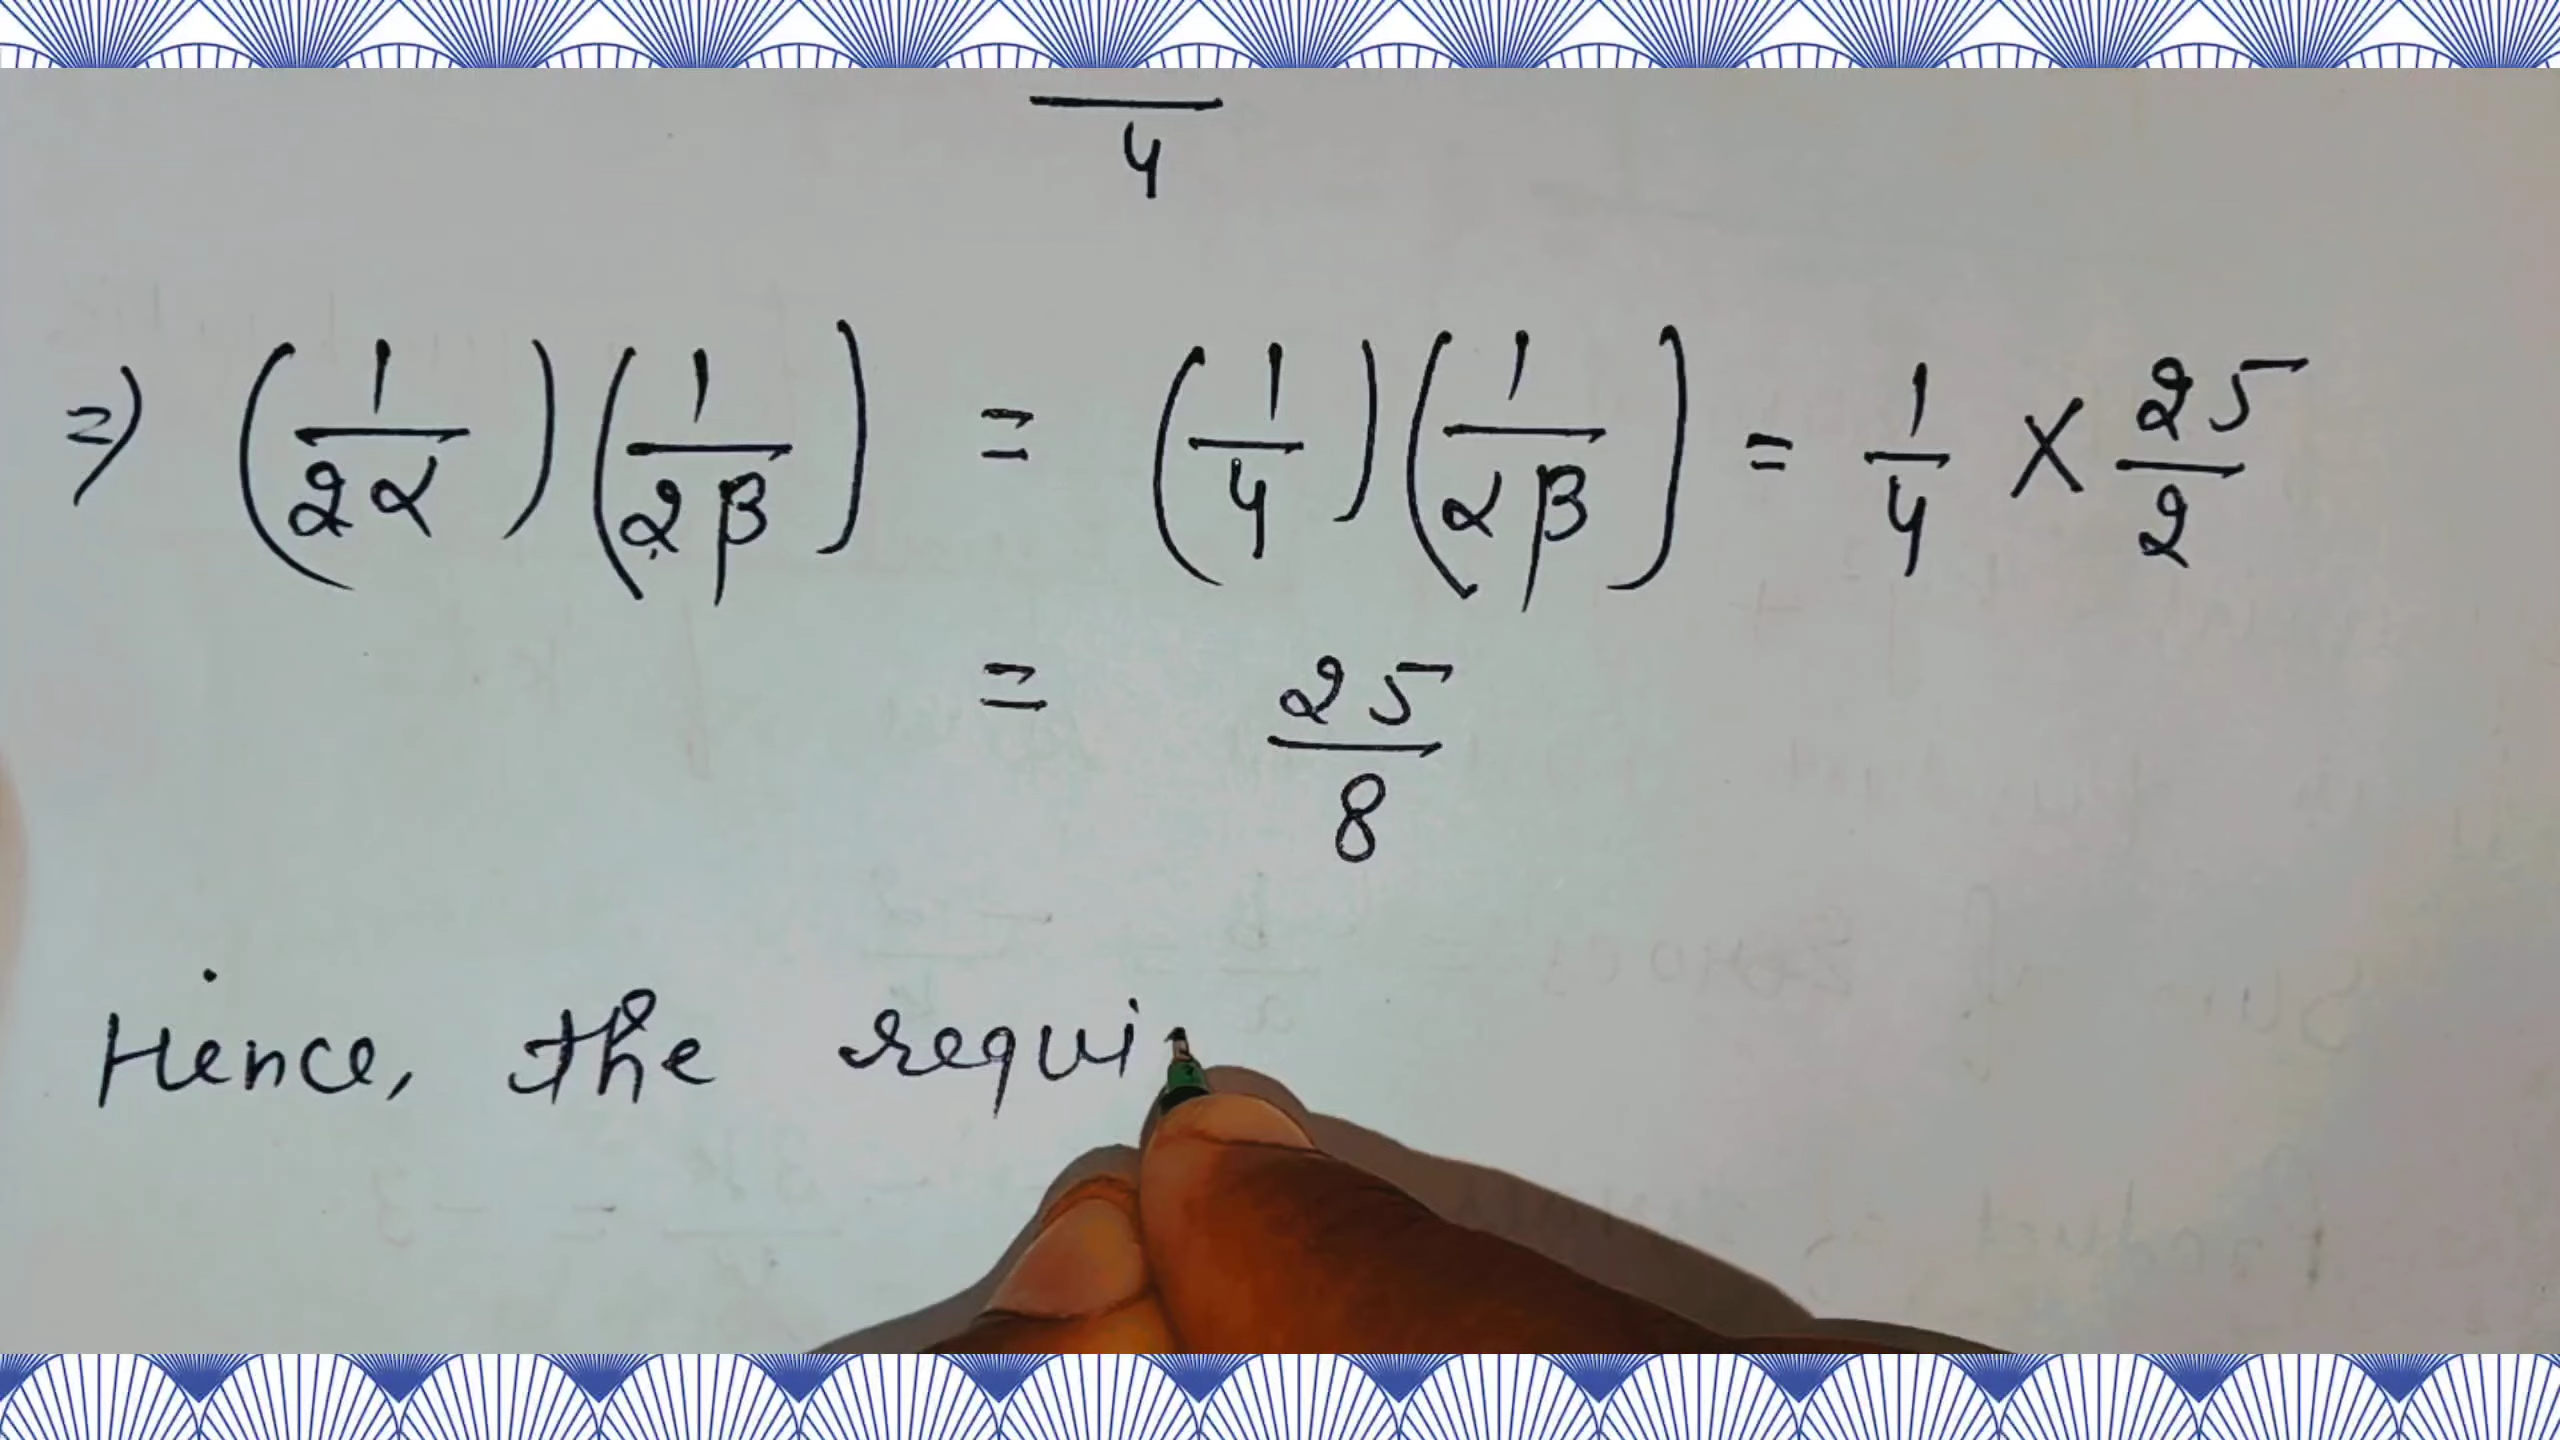 4
⇒ (1/2α) (1/2β) = (1/4) (1/αβ) = 1/4 × 25/2
= 25/8
Hence, the requi